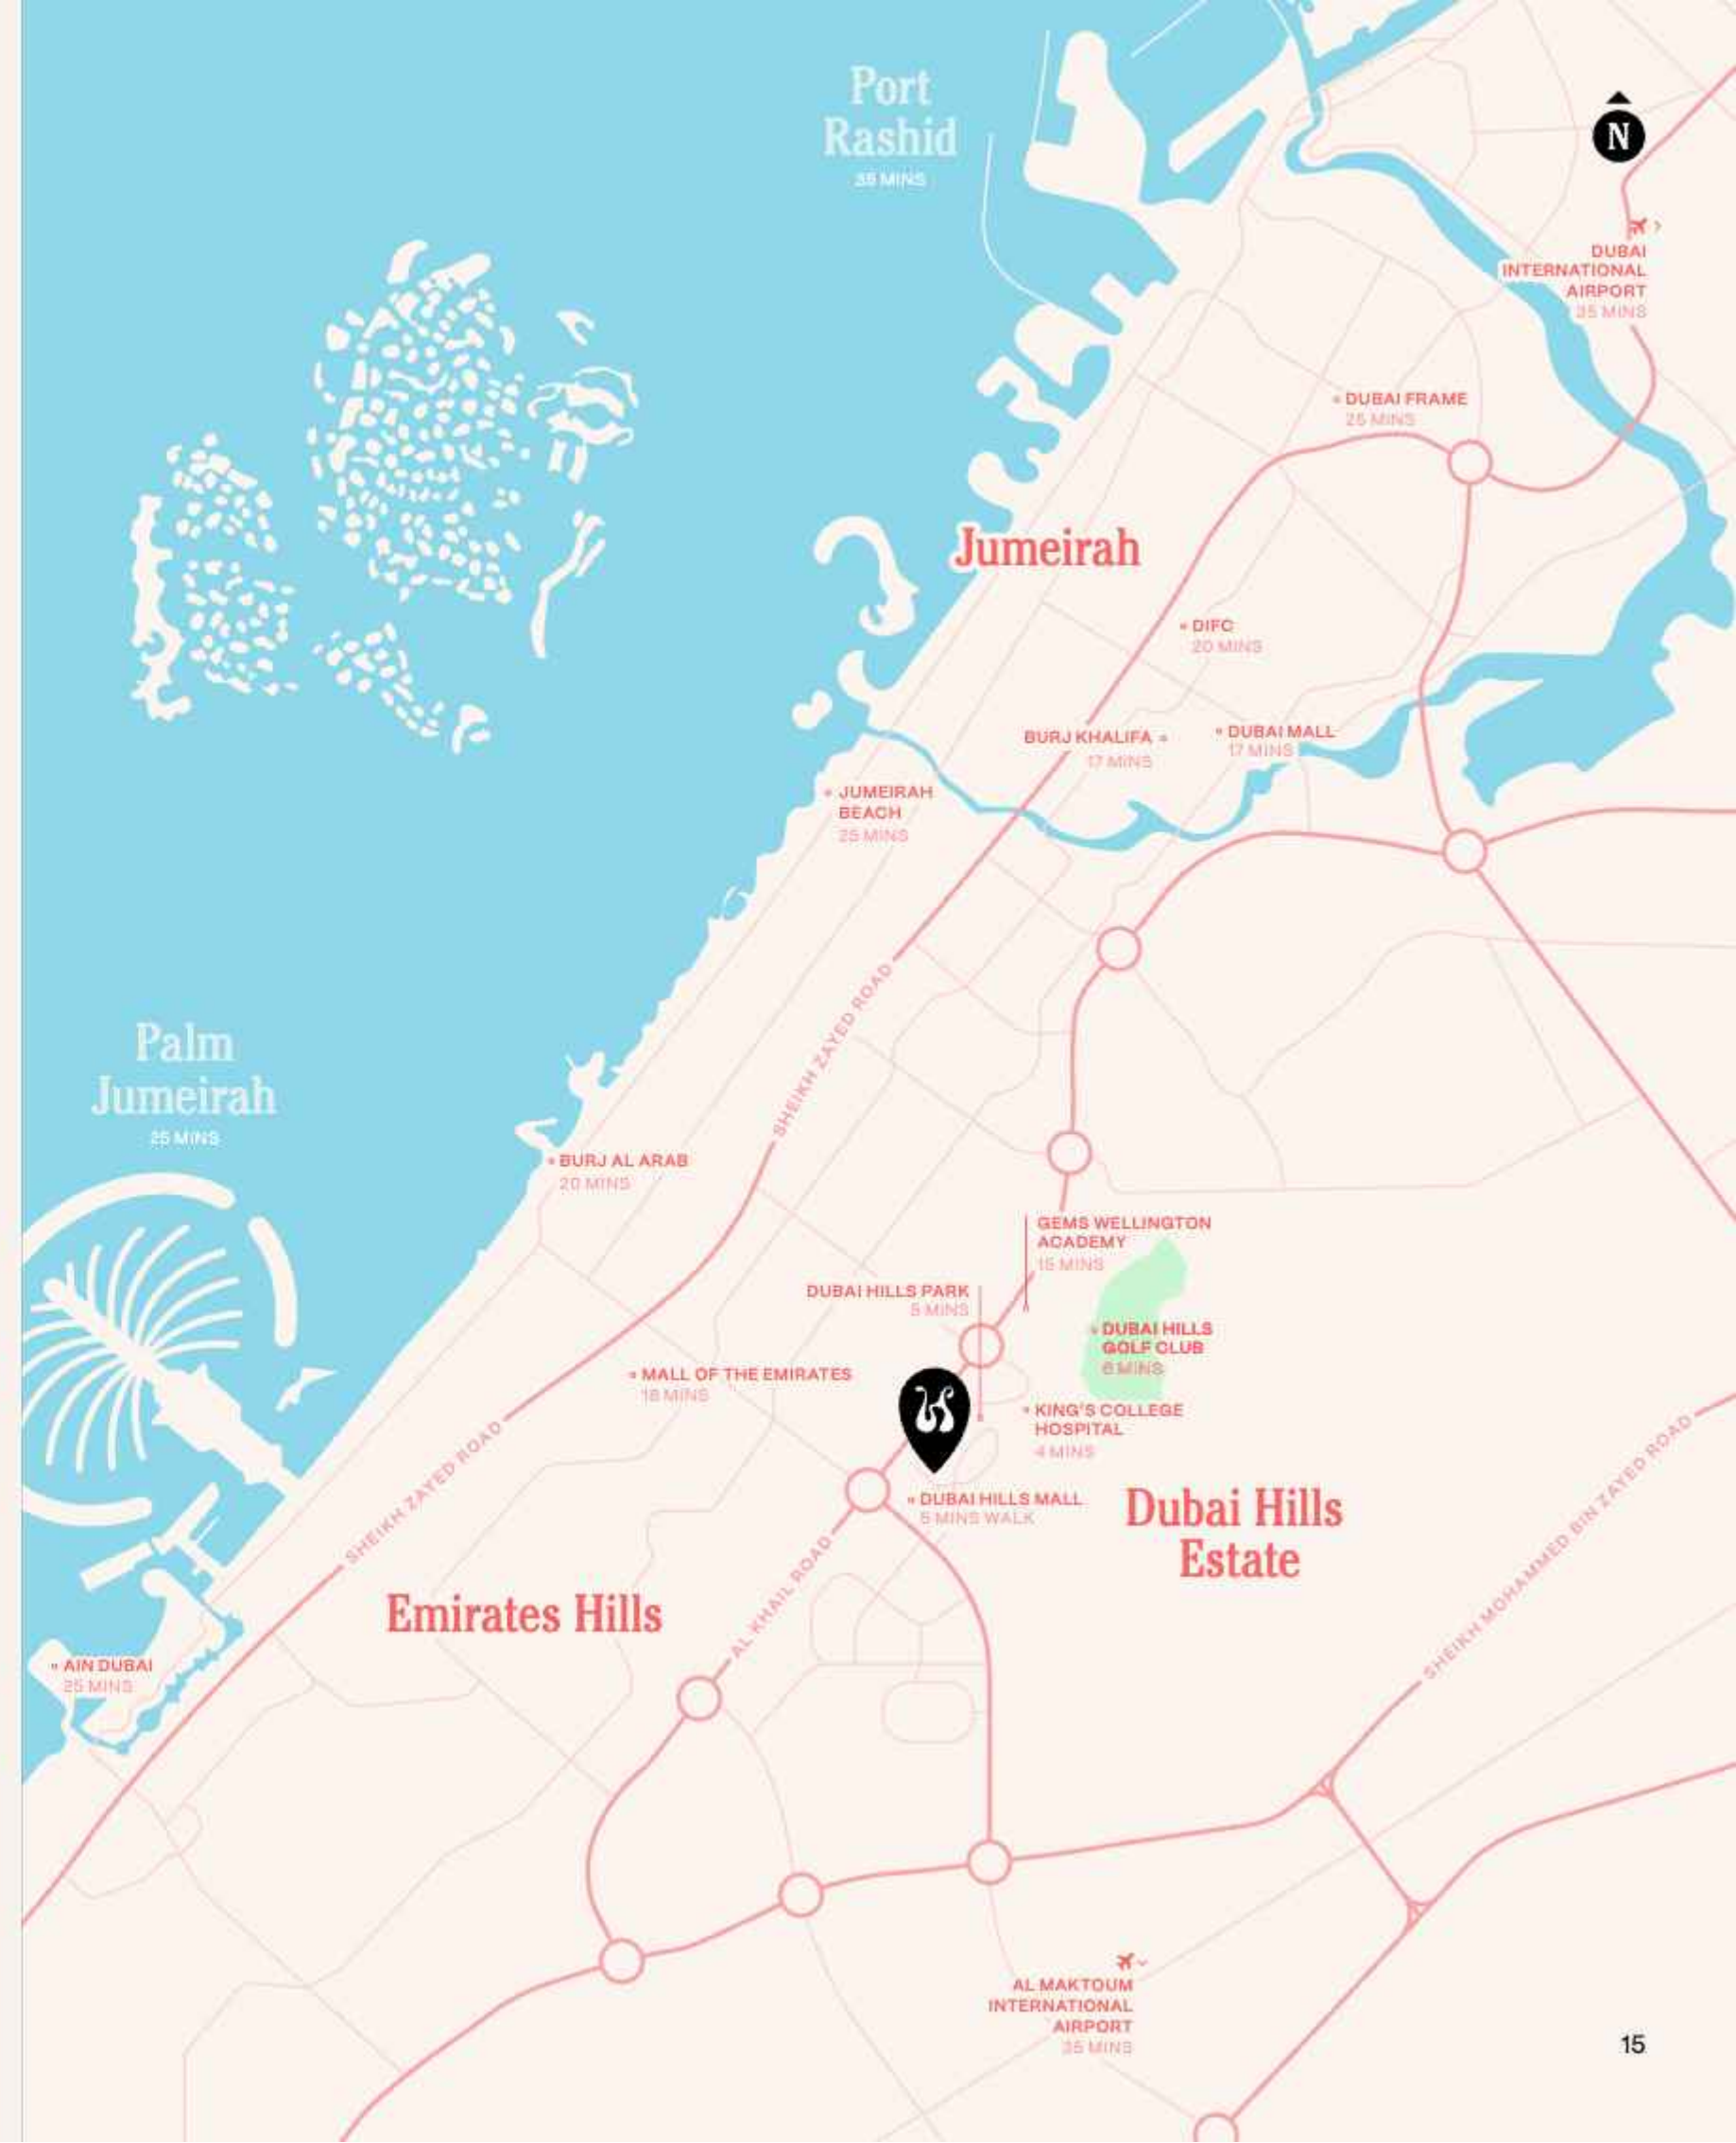 Port
Rashid
35 MINS
N
DUBAI
INTERNATIONAL
AIRPORT
25 MINS
DUBAI FRAME
25 MINS
Jumeirah
DIFC
20 MINS
BURJ KHALIFA
17 MINS
DUBAI MALL
17 MINS
JUMEIRAH
BEACH
25 MINS
SHEIKH ZAYED ROAD
Palm
Jumeirah
25 MINS
BURJ AL ARAB
20 MINS
GEMS WELLINGTON
ACADEMY
15 MINS
DUBAI HILLS PARK
5 MINS
DUBAI HILLS
GOLF CLUB
6 MINS
MALL OF THE EMIRATES
18 MINS
KING'S COLLEGE
HOSPITAL
4 MINS
SHEIKH ZAYED ROAD
DUBAI HILLS MALL
5 MINS WALK
Dubai Hills
Estate
SHEIKH MOHAMMED BIN ZAYED ROAD
AL KHAIL ROAD
Emirates Hills
AIN DUBAI
25 MINS
AL MAKTOUM
INTERNATIONAL
AIRPORT
35 MINS
15